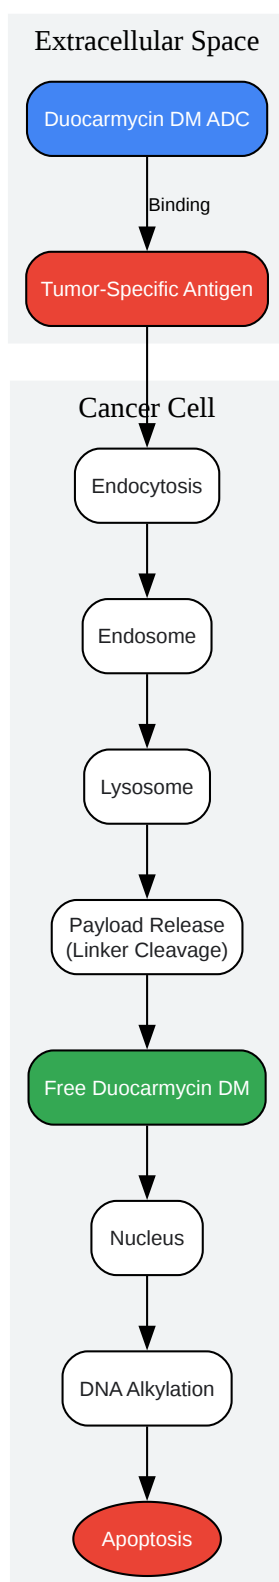 Extracellular Space
Duocarmycin DM ADC
Binding
Tumor-Specific Antigen
Cancer Cell
Endocytosis
Endosome
Lysosome
Payload Release
(Linker Cleavage)
Free Duocarmycin DM
Nucleus
DNA Alkylation
Apoptosis